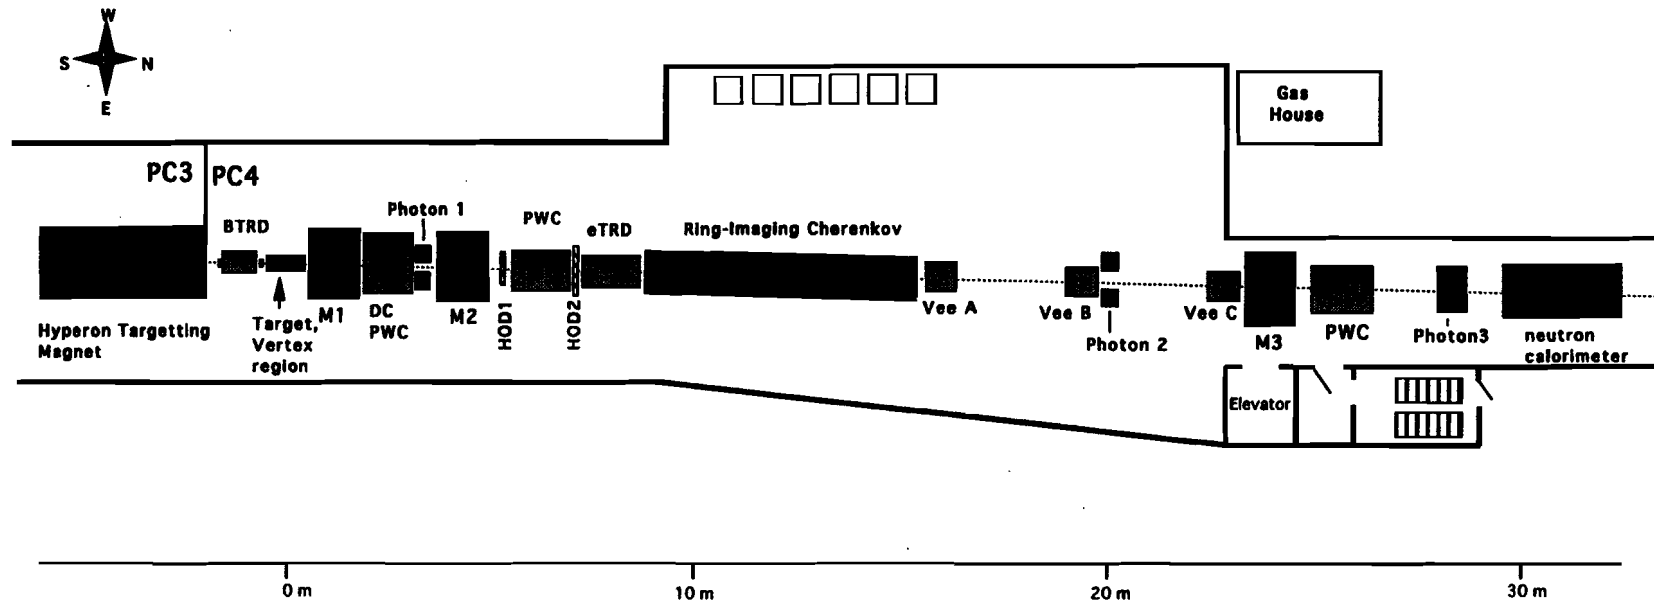 W
S
N
E
Gas
House
PC3
PC4
Photon 1
BTRD
PWC
eTRD
Ring-Imaging Cherenkov
Hyperon Targetting
Magnet
Target,
Vertex
region
M1
DC
PWC
M2
HOD1
HOD2
Vee A
Vee B
Photon 2
Vee C
M3
PWC
Photon3
neutron
calorimeter
Elevator
0 m
10 m
20 m
30 m